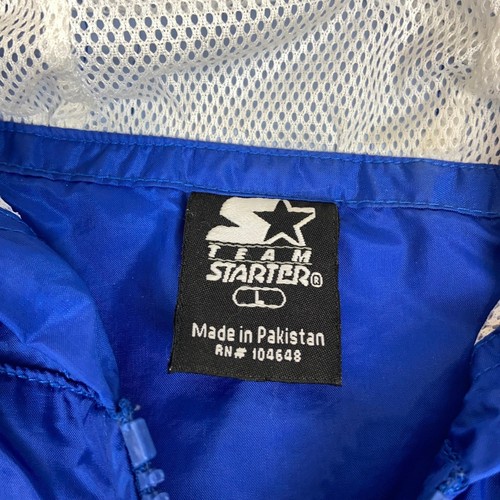 TEAM
STARTER®
L
Made in Pakistan
RN# 104648